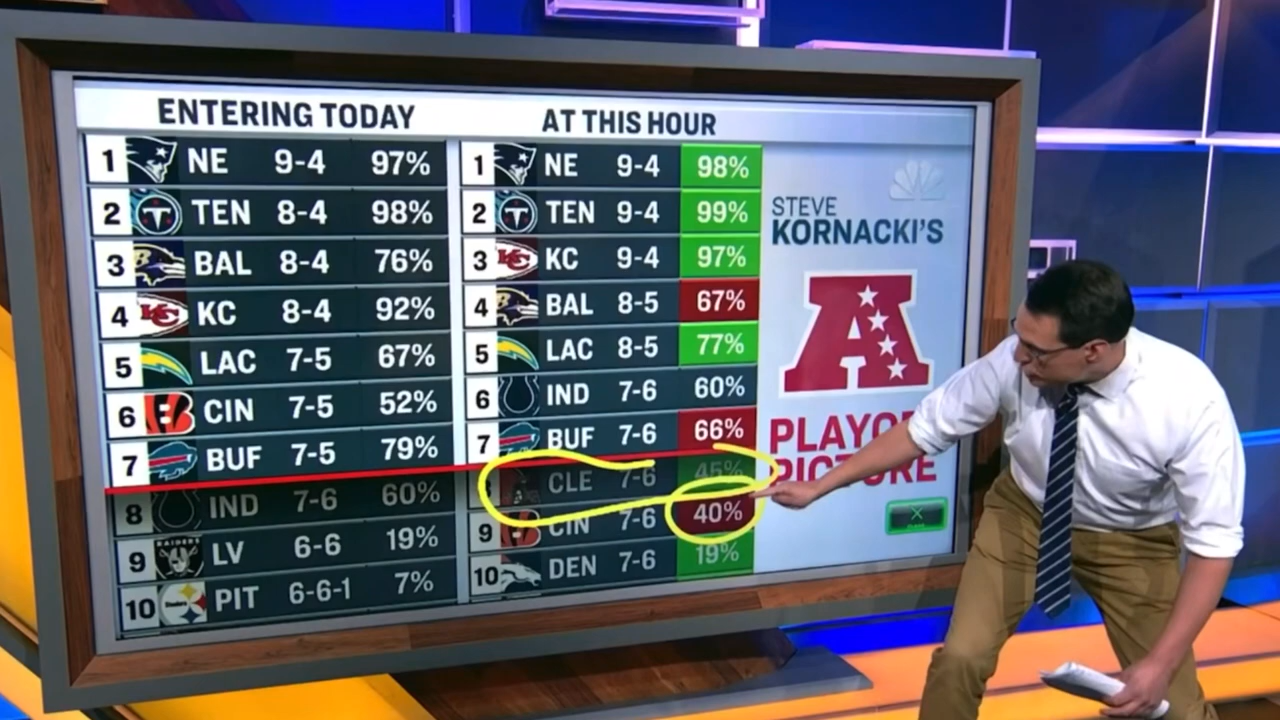 ENTERING TODAY
1 NE 9-4 97%
2 TEN 8-4 98%
3 BAL 8-4 76%
4 KC 8-4 92%
5 LAC 7-5 67%
6 CIN 7-5 52%
7 BUF 7-5 79%
8 IND 7-6 60%
9 RAIDERS LV 6-6 19%
10 PIT 6-6-1 7%
AT THIS HOUR
1 NE 9-4 98%
2 TEN 9-4 99%
3 KC 9-4 97%
4 BAL 8-5 67%
5 LAC 8-5 77%
6 IND 7-6 60%
7 BUF 7-6 66%
CLE 7-6 45%
9 CIN 7-6 40%
10 DEN 7-6 19%
STEVE
KORNACKI'S
A
PICTURE